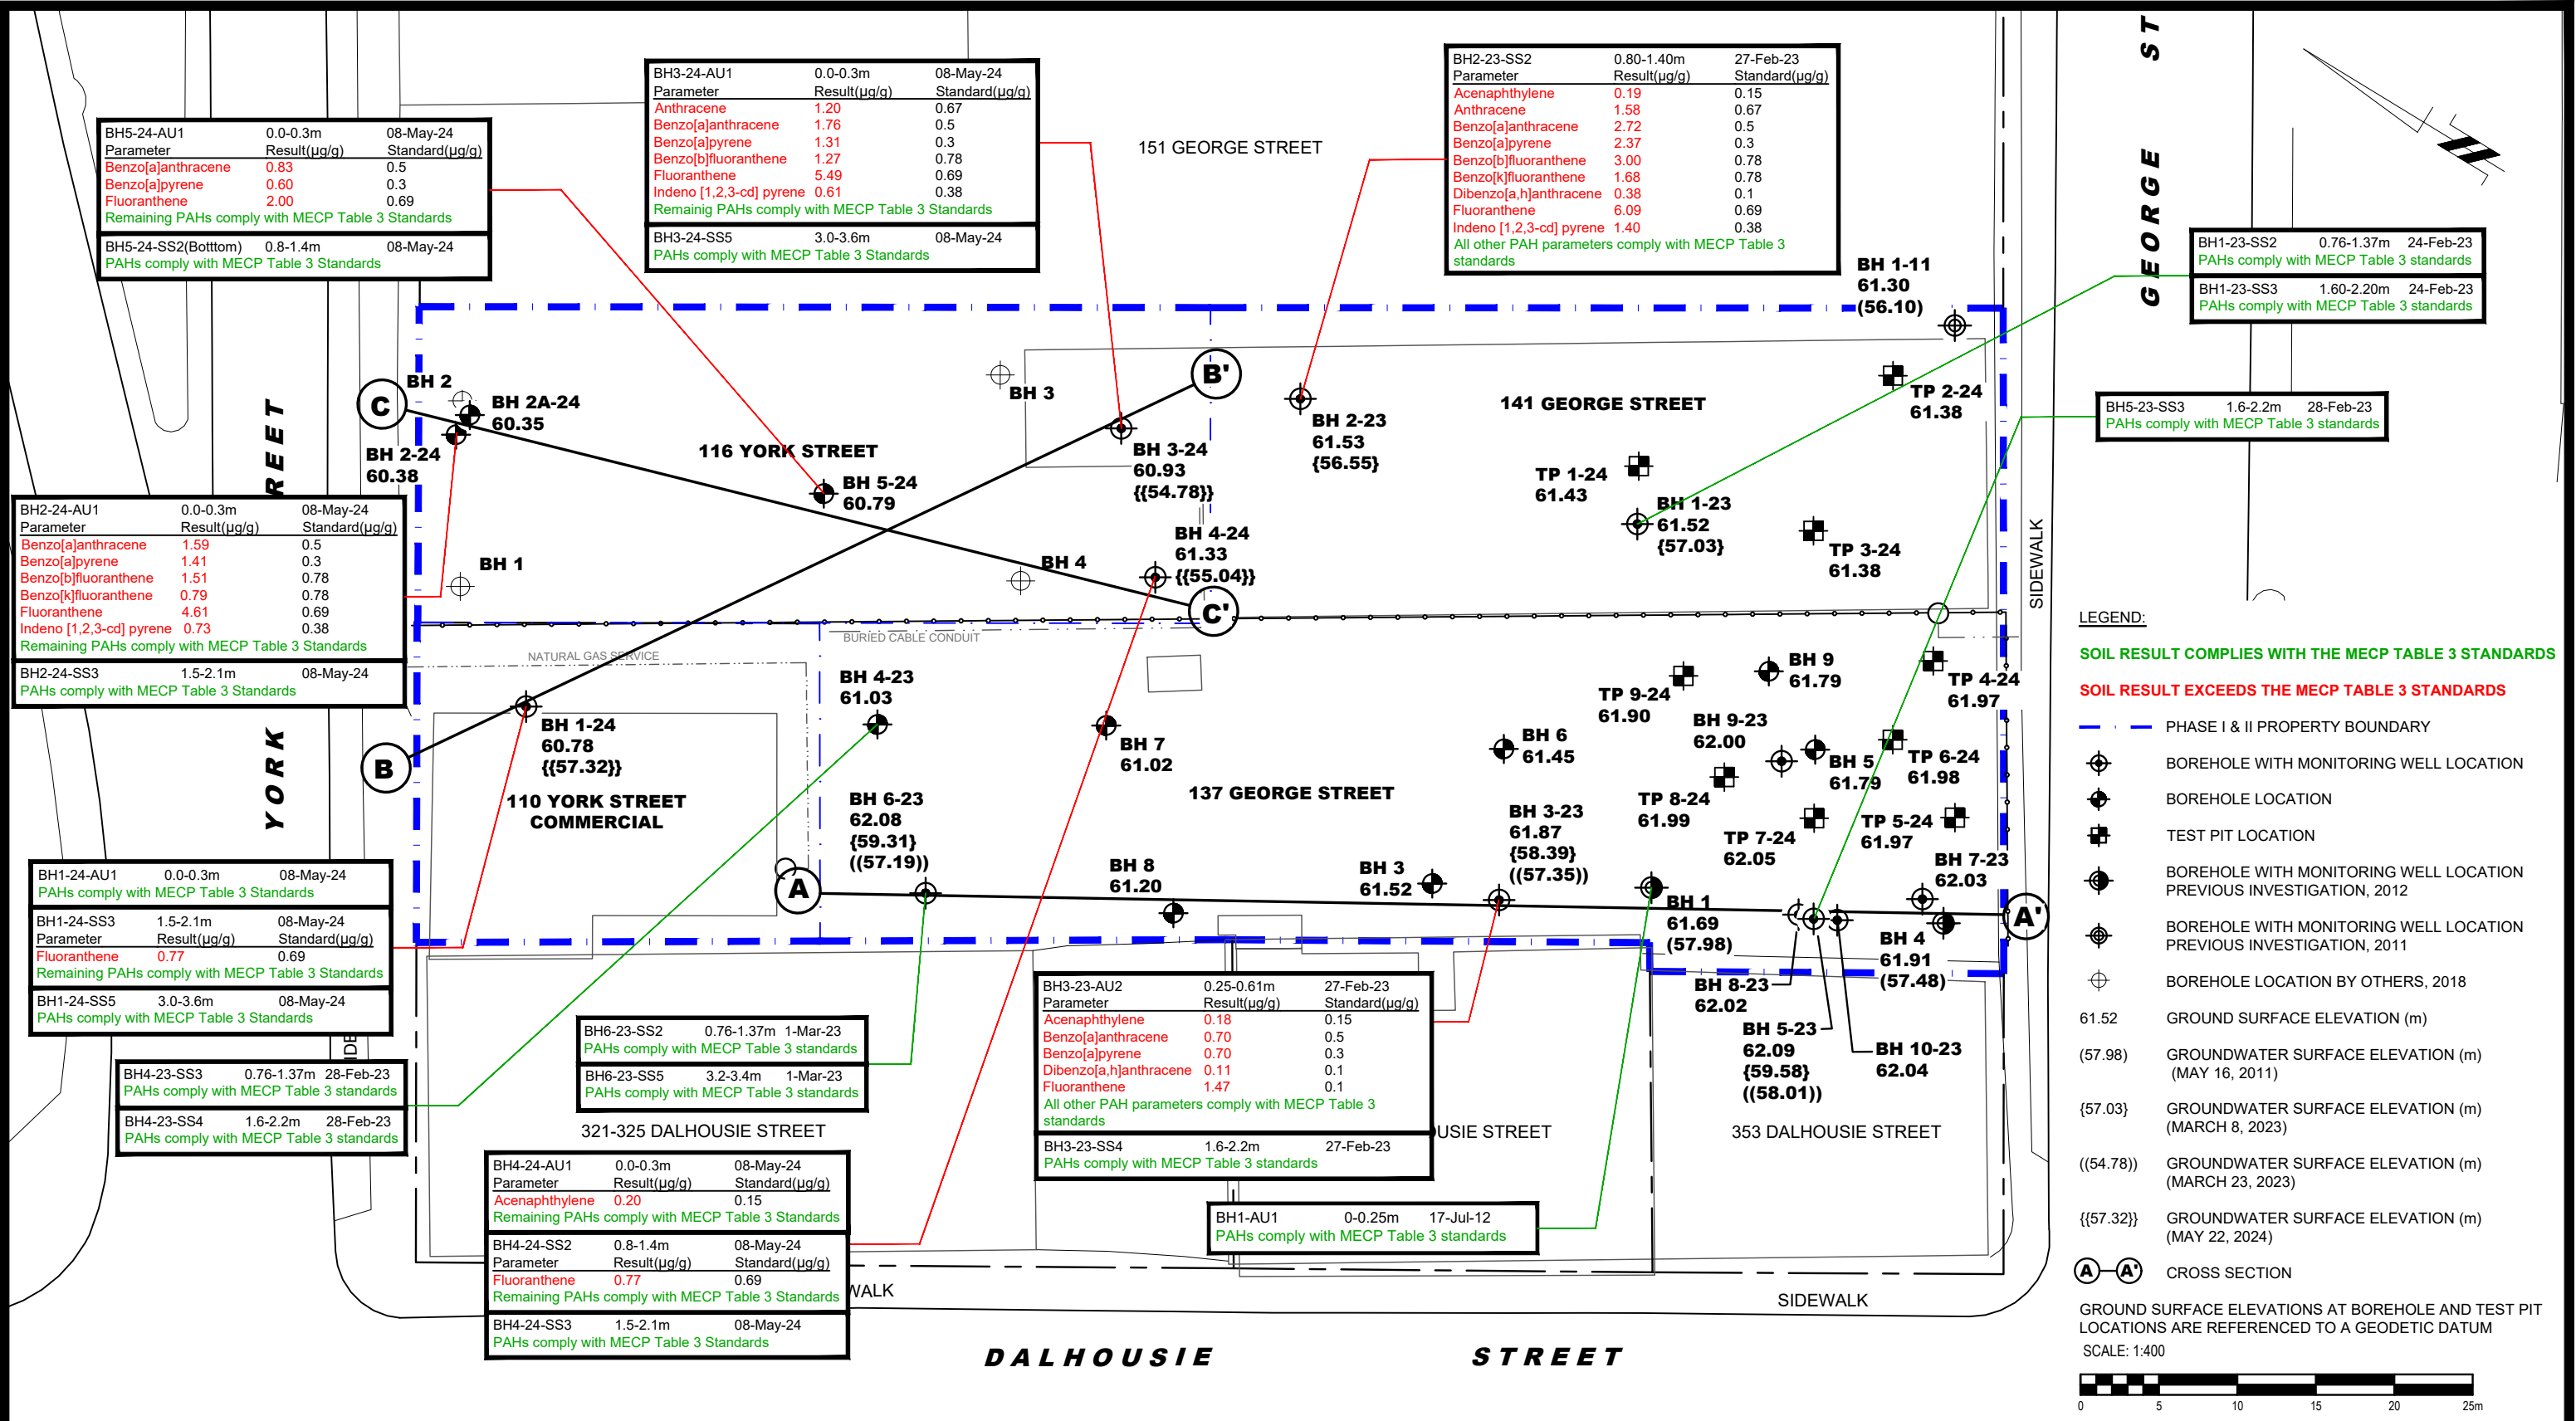 BH5-24-AU1 0.0-0.3m 08-May-24
Parameter Result(µg/g) Standard(µg/g)
Benzo[a]anthracene 0.83 0.5
Benzo[a]pyrene 0.60 0.3
Fluoranthene 2.00 0.69
Remaining PAHs comply with MECP Table 3 Standards
BH5-24-SS2(Botttom) 0.8-1.4m 08-May-24
PAHs comply with MECP Table 3 Standards
BH3-24-AU1 0.0-0.3m 08-May-24
Parameter Result(µg/g) Standard(µg/g)
Anthracene 1.20 0.67
Benzo[a]anthracene 1.76 0.5
Benzo[a]pyrene 1.31 0.3
Benzo[b]fluoranthene 1.27 0.78
Fluoranthene 5.49 0.69
Indeno [1,2,3-cd] pyrene 0.61 0.38
Remainig PAHs comply with MECP Table 3 Standards
BH3-24-SS5 3.0-3.6m 08-May-24
PAHs comply with MECP Table 3 Standards
151 GEORGE STREET
BH2-23-SS2 0.80-1.40m 27-Feb-23
Parameter Result(µg/g) Standard(µg/g)
Acenaphthylene 0.19 0.15
Anthracene 1.58 0.67
Benzo[a]anthracene 2.72 0.5
Benzo[a]pyrene 2.37 0.3
Benzo[b]fluoranthene 3.00 0.78
Benzo[k]fluoranthene 1.68 0.78
Dibenzo[a,h]anthracene 0.38 0.1
Fluoranthene 6.09 0.69
Indeno [1,2,3-cd] pyrene 1.40 0.38
All other PAH parameters comply with MECP Table 3
standards
GEORGE ST
BH1-23-SS2 0.76-1.37m 24-Feb-23
PAHs comply with MECP Table 3 standards
BH1-23-SS3 1.60-2.20m 24-Feb-23
PAHs comply with MECP Table 3 standards
BH5-23-SS3 1.6-2.2m 28-Feb-23
PAHs comply with MECP Table 3 standards
BH 1-11
61.30
(56.10)
C
BH 2
BH 2A-24
60.35
BH 2-24
60.38
116 YORK STREET
BH 5-24
60.79
BH 3
B'
BH 3-24
60.93
{{54.78}}
BH 2-23
61.53
{56.55}
141 GEORGE STREET
TP 2-24
61.38
TP 1-24
61.43
BH 1-23
61.52
{57.03}
TP 3-24
61.38
BH 4-24
61.33
{{55.04}}
BH 4
BH 1
C'
SIDEWALK
YORK REET
BH2-24-AU1 0.0-0.3m 08-May-24
Parameter Result(µg/g) Standard(µg/g)
Benzo[a]anthracene 1.59 0.5
Benzo[a]pyrene 1.41 0.3
Benzo[b]fluoranthene 1.51 0.78
Benzo[k]fluoranthene 0.79 0.78
Fluoranthene 4.61 0.69
Indeno [1,2,3-cd] pyrene 0.73 0.38
Remaining PAHs comply with MECP Table 3 Standards
BH2-24-SS3 1.5-2.1m 08-May-24
PAHs comply with MECP Table 3 Standards
BURIED CABLE CONDUIT
NATURAL GAS SERVICE
BH 4-23
61.03
BH 1-24
60.78
{{57.32}}
B
110 YORK STREET
COMMERCIAL
BH 7
61.02
137 GEORGE STREET
BH 6
61.45
TP 9-24
61.90
BH 9
61.79
BH 9-23
62.00
BH 5
61.79
TP 4-24
61.97
TP 6-24
61.98
TP 8-24
61.99
TP 7-24
62.05
TP 5-24
61.97
BH 7-23
62.03
BH 6-23
62.08
{59.31}
((57.19))
A
BH 8
61.20
BH 3
61.52
BH 3-23
61.87
{58.39}
((57.35))
BH 1
61.69
(57.98)
A'
BH 4
61.91
(57.48)
BH 8-23
62.02
BH 5-23
62.09
{59.58}
((58.01))
BH 10-23
62.04
BH1-24-AU1 0.0-0.3m 08-May-24
PAHs comply with MECP Table 3 Standards
BH1-24-SS3 1.5-2.1m 08-May-24
Parameter Result(µg/g) Standard(µg/g)
Fluoranthene 0.77 0.69
Remaining PAHs comply with MECP Table 3 Standards
BH1-24-SS5 3.0-3.6m 08-May-24
PAHs comply with MECP Table 3 Standards
IDE
BH4-23-SS3 0.76-1.37m 28-Feb-23
PAHs comply with MECP Table 3 standards
BH4-23-SS4 1.6-2.2m 28-Feb-23
PAHs comply with MECP Table 3 standards
BH6-23-SS2 0.76-1.37m 1-Mar-23
PAHs comply with MECP Table 3 standards
BH6-23-SS5 3.2-3.4m 1-Mar-23
PAHs comply with MECP Table 3 standards
321-325 DALHOUSIE STREET
BH4-24-AU1 0.0-0.3m 08-May-24
Parameter Result(µg/g) Standard(µg/g)
Acenaphthylene 0.20 0.15
Remaining PAHs comply with MECP Table 3 Standards
BH4-24-SS2 0.8-1.4m 08-May-24
Parameter Result(µg/g) Standard(µg/g)
Fluoranthene 0.77 0.69
Remaining PAHs comply with MECP Table 3 Standards
BH4-24-SS3 1.5-2.1m 08-May-24
PAHs comply with MECP Table 3 Standards
BH3-23-AU2 0.25-0.61m 27-Feb-23
Parameter Result(µg/g) Standard(µg/g)
Acenaphthylene 0.18 0.15
Benzo[a]anthracene 0.70 0.5
Benzo[a]pyrene 0.70 0.3
Dibenzo[a,h]anthracene 0.11 0.1
Fluoranthene 1.47 0.1
All other PAH parameters comply with MECP Table 3
standards
BH3-23-SS4 1.6-2.2m 27-Feb-23
PAHs comply with MECP Table 3 standards
USIE STREET
353 DALHOUSIE STREET
BH1-AU1 0-0.25m 17-Jul-12
PAHs comply with MECP Table 3 standards
WALK
SIDEWALK
DALHOUSIE STREET
LEGEND:
SOIL RESULT COMPLIES WITH THE MECP TABLE 3 STANDARDS
SOIL RESULT EXCEEDS THE MECP TABLE 3 STANDARDS
PHASE I & II PROPERTY BOUNDARY
BOREHOLE WITH MONITORING WELL LOCATION
BOREHOLE LOCATION
TEST PIT LOCATION
BOREHOLE WITH MONITORING WELL LOCATION
PREVIOUS INVESTIGATION, 2012
BOREHOLE WITH MONITORING WELL LOCATION
PREVIOUS INVESTIGATION, 2011
BOREHOLE LOCATION BY OTHERS, 2018
61.52 GROUND SURFACE ELEVATION (m)
(57.98) GROUNDWATER SURFACE ELEVATION (m)
(MAY 16, 2011)
{57.03} GROUNDWATER SURFACE ELEVATION (m)
(MARCH 8, 2023)
((54.78)) GROUNDWATER SURFACE ELEVATION (m)
(MARCH 23, 2023)
{{57.32}} GROUNDWATER SURFACE ELEVATION (m)
(MAY 22, 2024)
A A' CROSS SECTION
GROUND SURFACE ELEVATIONS AT BOREHOLE AND TEST PIT
LOCATIONS ARE REFERENCED TO A GEODETIC DATUM
SCALE: 1:400
0 5 10 15 20 25m